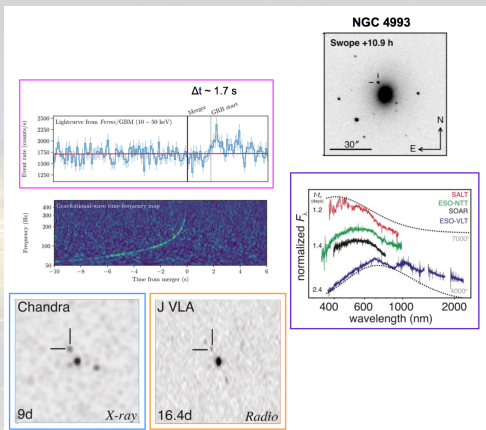 NGC 4993
Swope +10.9 h
30"
E
N
Δt ~ 1.7 s
Merger
GRB start
Lightcurve from Fermi/GBM (10 − 50 keV)
Event rate (counts/s)
2500
2250
2000
1750
1500
1250
Gravitational-wave time-frequency map
Frequency (Hz)
400
300
200
100
50
−10 −8 −6 −4 −2 0 2 4 6
Time from merger (s)
t-tc
(days)
1.2
1.4
2.4
SALT
ESO-NTT
SOAR
ESO-VLT
7000°
4000°
normalized Fλ
400 600 1000 2000
wavelength (nm)
Chandra
9d
X-ray
J VLA
16.4d
Radio